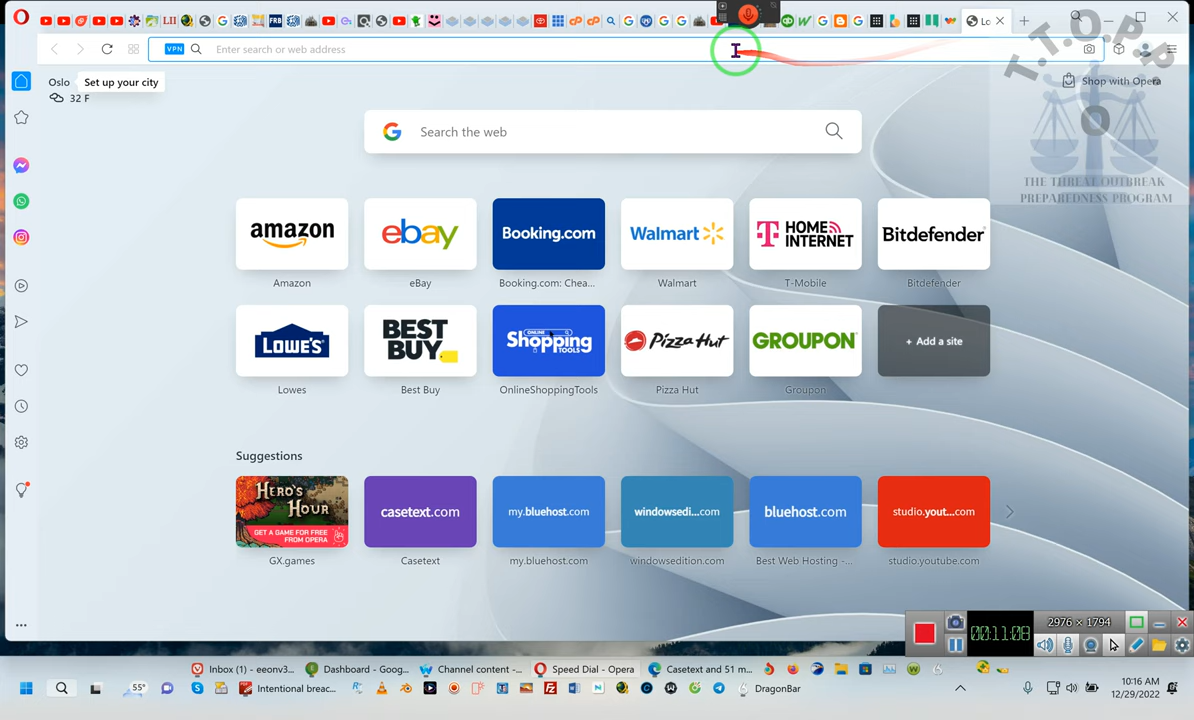 LII
FRB
Lo
VPN
Enter search or web address
T.T.O.P.P
O
Oslo
Set up your city
32 F
Shop with Opera
Search the web
THE THREAT OUTBREAK
PREPAREDNESS PROGRAM
amazon
ebay
Booking.com
Walmart
T HOME INTERNET
Bitdefender
Amazon
eBay
Booking.com: Chea...
Walmart
T-Mobile
Bitdefender
LOWE'S
BEST BUY
ONLINE Shopping TOOLS
Pizza Hut
GROUPON
+ Add a site
Lowes
Best Buy
OnlineShoppingTools
Pizza Hut
Groupon
Suggestions
HERO'S HOUR
GET A GAME FOR FREE FROM OPERA
casetext.com
my.bluehost.com
windowsedi...com
bluehost.com
studio.yout...com
GX.games
Casetext
my.bluehost.com
windowsedition.com
Best Web Hosting -...
studio.youtube.com
00:11:08
2976 × 1794
Inbox (1) - eeonv3...
Dashboard - Goog...
Channel content -...
Speed Dial - Opera
Casetext and 51 m...
55°
Intentional breac...
DragonBar
10:16 AM
12/29/2022